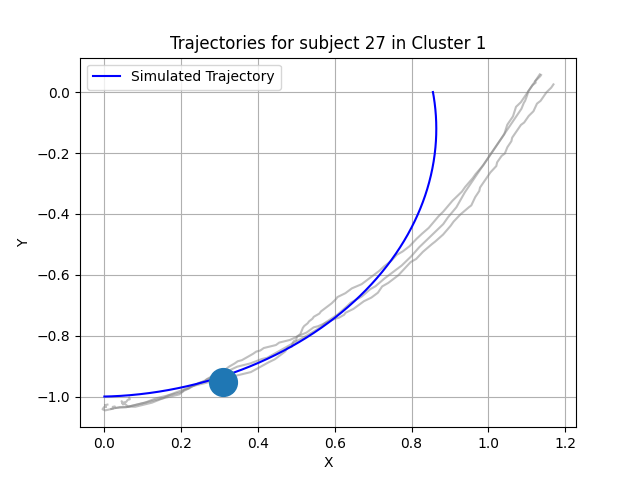 Trajectories for subject 27 in Cluster 1
Simulated Trajectory
Y
0.0
−0.2
−0.4
−0.6
−0.8
−1.0
0.0 0.2 0.4 0.6 0.8 1.0 1.2
X